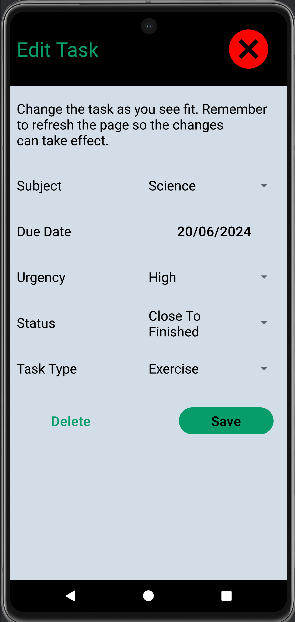 Edit Task
Change the task as you see fit. Remember
to refresh the page so the changes
can take effect.
Subject
Science
Due Date
20/06/2024
Urgency
High
Status
Close To
Finished
Task Type
Exercise
Delete
Save